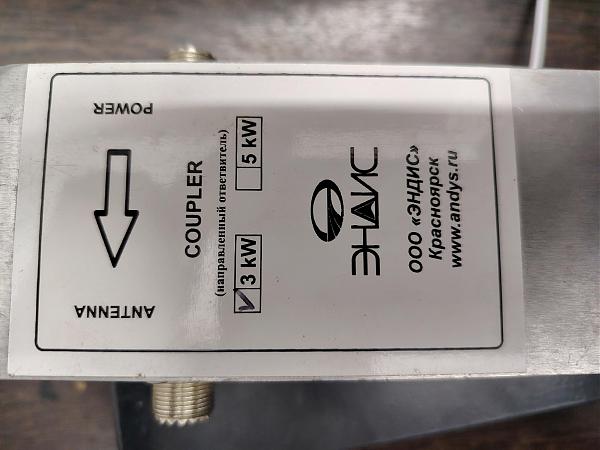 POWER
ANTENNA
COUPLER
(направленный ответвитель)
3 kW
5 kW
ЭНДИС
ООО «ЭНДИС»
Красноярск
www.andys.ru